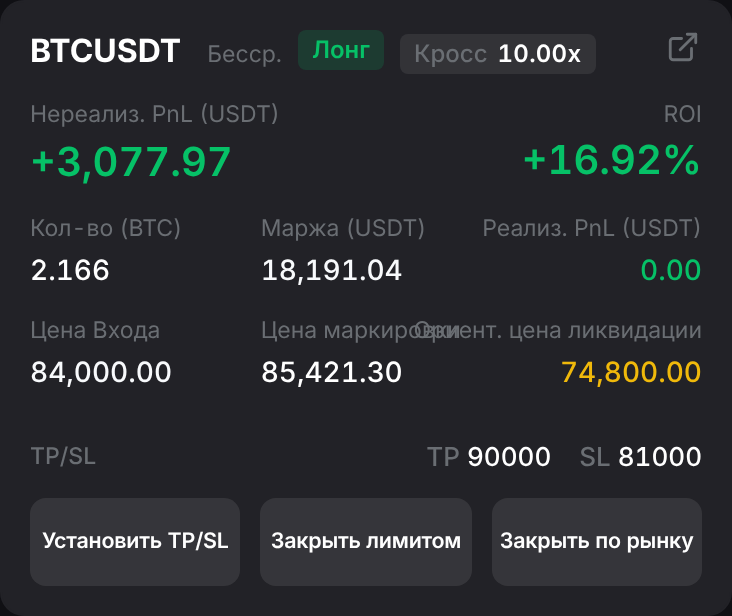 BTCUSDT Бесср. Лонг Кросс 10.00x
Нереализ. PnL (USDT) ROI
+3,077.97 +16.92%
Кол-во (BTC) Маржа (USDT) Реализ. PnL (USDT)
2.166 18,191.04 0.00
Цена Входа Цена маркировки Ориент. цена ликвидации
84,000.00 85,421.30 74,800.00
TP/SL TP 90000 SL 81000
Установить TP/SL Закрыть лимитом Закрыть по рынку